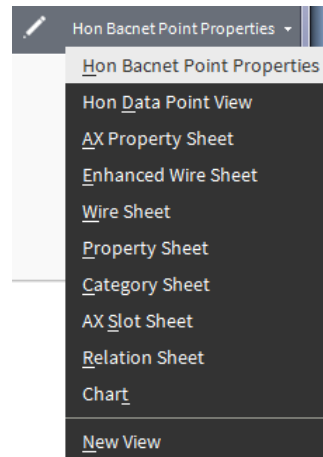 Hon Bacnet Point Properties
Hon Bacnet Point Properties
Hon Data Point View
AX Property Sheet
Enhanced Wire Sheet
Wire Sheet
Property Sheet
Category Sheet
AX Slot Sheet
Relation Sheet
Chart
New View